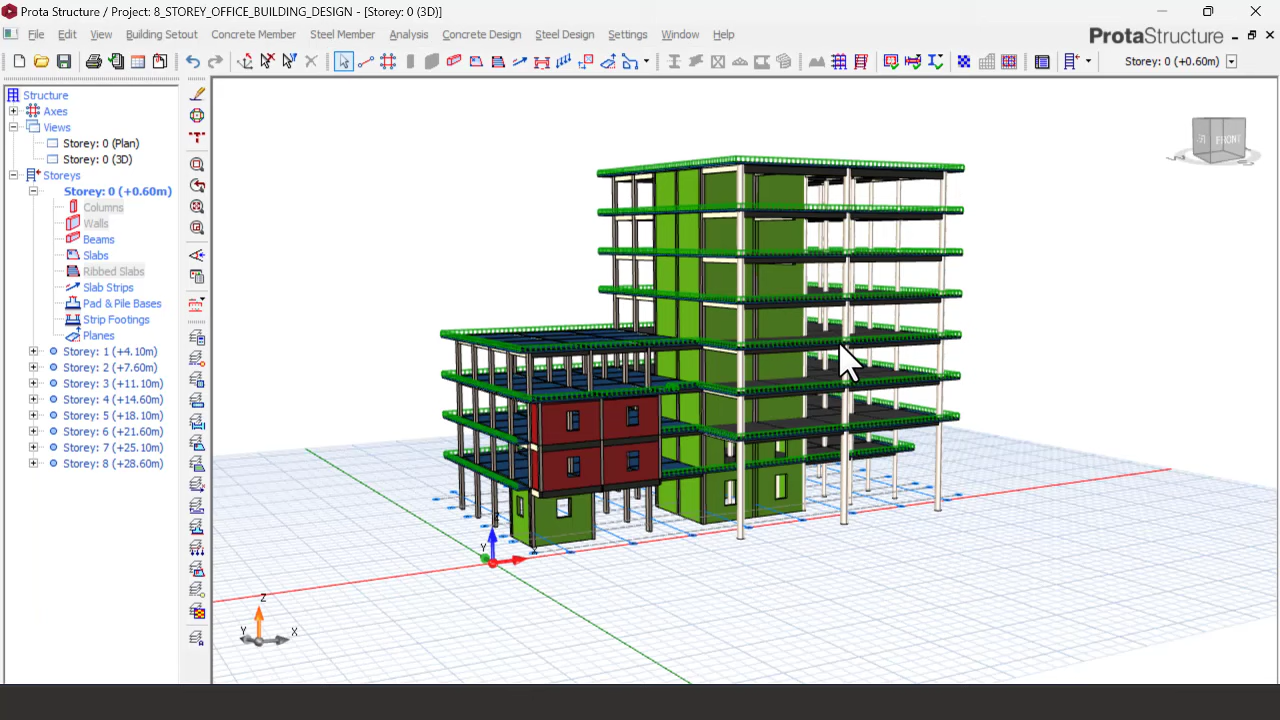 Prota Structure / Project: 8_STOREY_OFFICE_BUILDING_DESIGN - [Storey: 0 (3D)]
File Edit View Building Setout Concrete Member Steel Member Analysis Concrete Design Steel Design Settings Window Help
ProtaStructure
Storey: 0 (+0.60m)
Structure
Axes
Views
Storey: 0 (Plan)
Storey: 0 (3D)
Storeys
Storey: 0 (+0.60m)
Columns
Walls
Beams
Slabs
Ribbed Slabs
Slab Strips
Pad & Pile Bases
Strip Footings
Planes
Storey: 1 (+4.10m)
Storey: 2 (+7.60m)
Storey: 3 (+11.10m)
Storey: 4 (+14.60m)
Storey: 5 (+18.10m)
Storey: 6 (+21.60m)
Storey: 7 (+25.10m)
Storey: 8 (+28.60m)
FRONT
Y
X
Z
Y
X